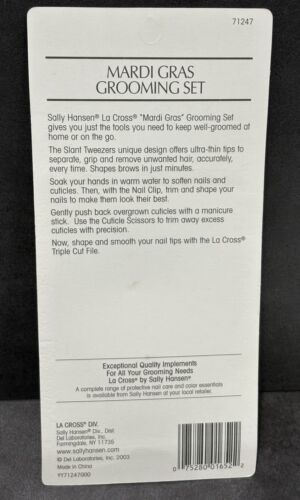 71247
MARDI GRAS
GROOMING SET
Sally Hansen® La Cross® "Mardi Gras" Grooming Set
gives you just the tools you need to keep well-groomed at
home or on the go.
The Slant Tweezers unique design offers ultra-thin tips to
separate, grip and remove unwanted hair, accurately,
every time. Shapes brows in just minutes.
Soak your hands in warm water to soften nails and
cuticles. Then, with the Nail Clip, trim and shape your
nails to make them look their best.
Gently push back overgrown cuticles with a manicure
stick. Use the Cuticle Scissors to trim away excess
cuticles with precision.
Now, shape and smooth your nail tips with the La Cross®
Triple Cut File.
Exceptional Quality Implements
For All Your Grooming Needs
La Cross® by Sally Hansen®
A complete range of protective nail care and color essentials
is available from Sally Hansen at your local retailer.
LA CROSS® DIV.
Sally Hansen® Div., Dist
Del Laboratories, Inc.
Farmingdale, NY 11735
www.sallyhansen.com
© Del Laboratories, Inc. 2003
Made in China
YY71247000
0 75280 01652 2